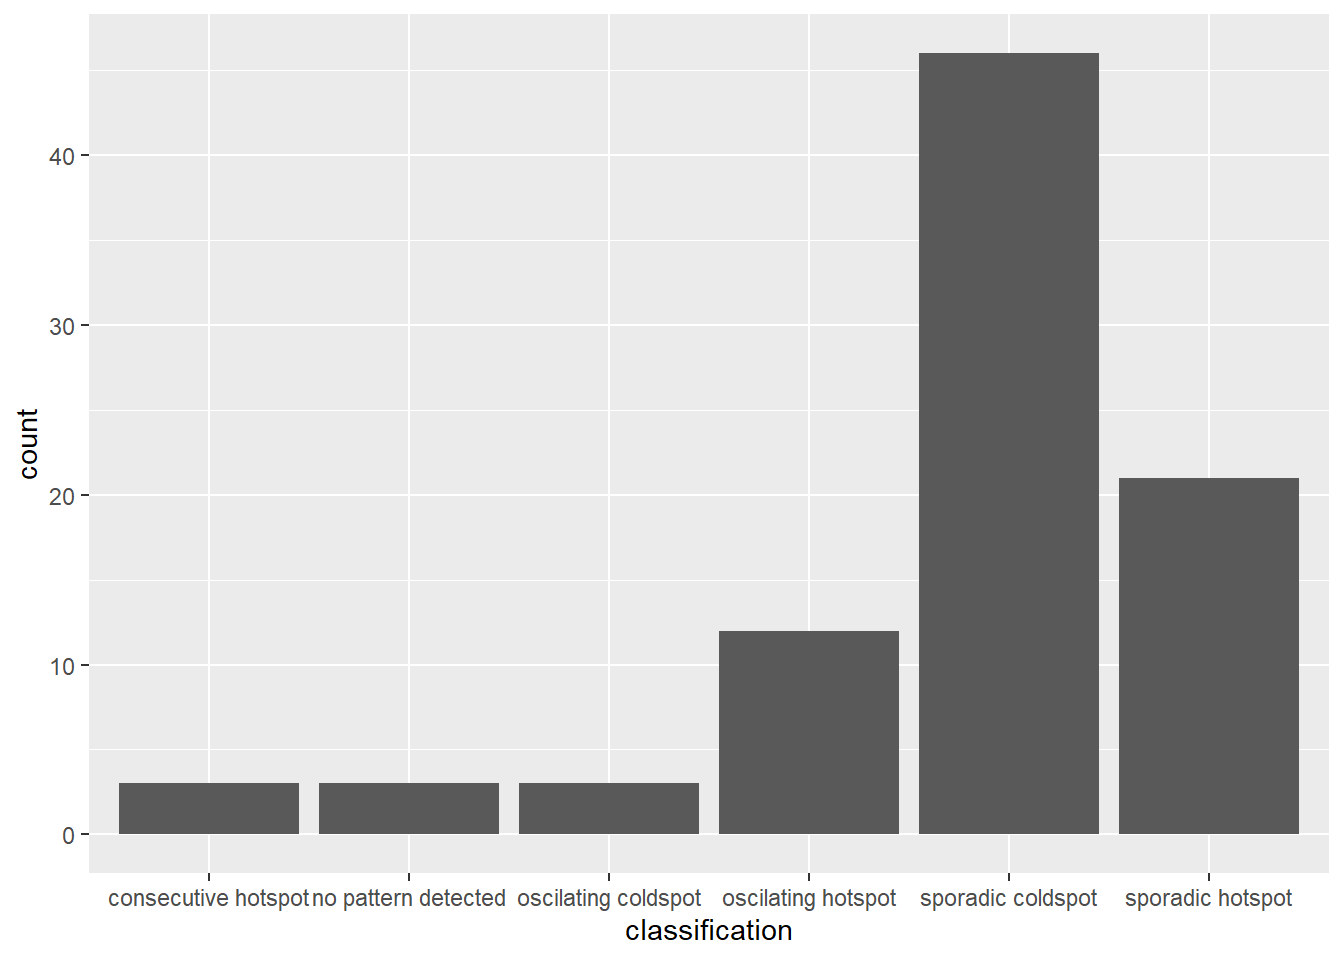 count
40
30
20
10
0
consecutive hotspot no pattern detected oscilating coldspot oscilating hotspot sporadic coldspot sporadic hotspot
classification